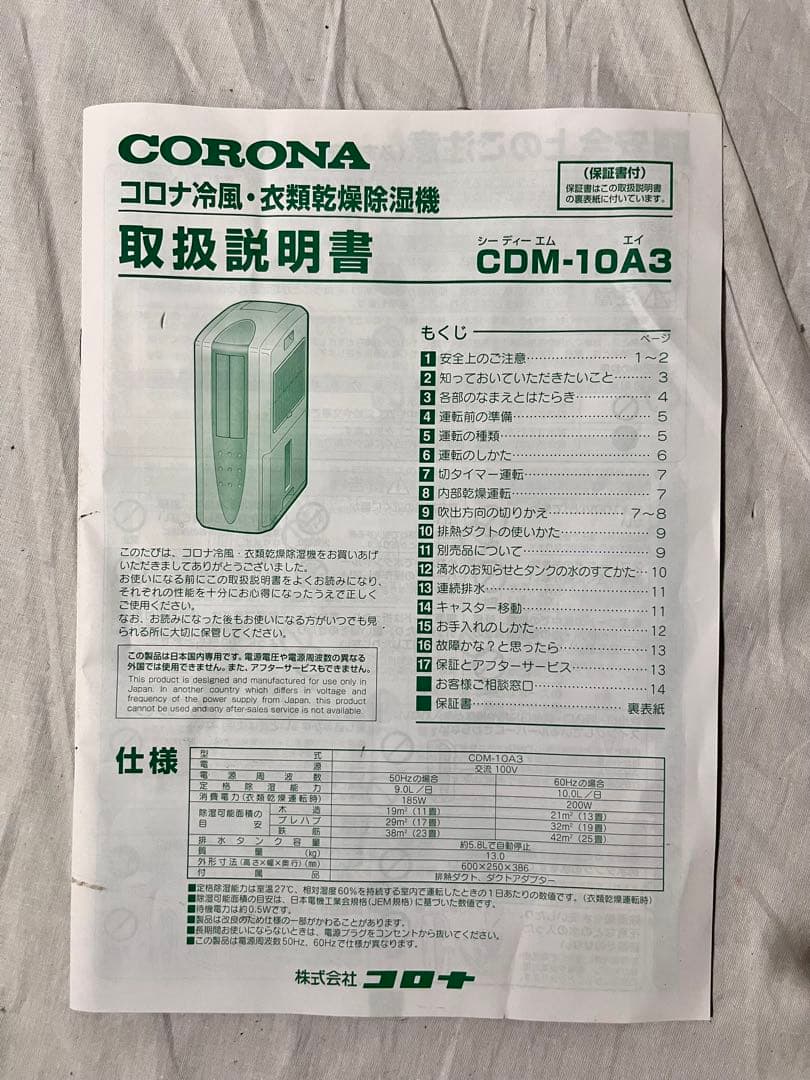 CORONA
コロナ冷風・衣類乾燥除湿機
(保証書付)
保証書はこの取扱説明書
の裏表紙に付いています。
取扱説明書
シー ディー エム エイ
CDM-10A3
もくじ
ページ
1 安全上のご注意 1〜2
2 知っておいていただきたいこと 3
3 各部のなまえとはたらき 4
4 運転前の準備 5
5 運転の種類 5
6 運転のしかた 6
7 切タイマー運転 7
8 内部乾燥運転 7
9 吹出方向の切りかえ 7〜8
10 排熱ダクトの使いかた 9
11 別売品について 9
12 満水のお知らせとタンクの水のすてかた 10
13 連続排水 11
14 キャスター移動 11
15 お手入れのしかた 12
16 故障かな?と思ったら 13
17 保証とアフターサービス 13
お客様ご相談窓口 14
保証書 裏表紙
このたびは、コロナ冷風・衣類乾燥除湿機をお買いあげ
いただきましてありがとうございました。
お使いになる前にこの取扱説明書をよくお読みになり、
それぞれの性能を十分にお心得になったうえで正しく
ご使用ください。
なお、お読みになった後もお使いになる方がいつでも見
られる所に大切に保管してください。
この製品は日本国内専用です。電源電圧や電源周波数の異なる
外国では使用できません。また、アフターサービスもできません。
This product is designed and manufactured for use only in
Japan. In another country which differs in voltage and
frequency of the power supply from Japan, this product
cannot be used and any after-sales service is not available.
仕様
型式 CDM-10A3
電源 交流 100V
電源周波数 50Hzの場合 60Hzの場合
定格除湿能力 9.0L/日 10.0L/日
消費電力(衣類乾燥運転時) 185W 200W
除湿可能面積の目安 木造 19m²(11畳) 21m²(13畳)
プレハブ 29m²(17畳) 32m²(19畳)
鉄筋 38m²(23畳) 42m²(25畳)
排水タンク容量 約5.8Lで自動停止
質量(kg) 13.0
外形寸法(高さ×幅×奥行)(mm) 600×250×386
付属品 排熱ダクト、ダクトアダプター
■定格除湿能力は室温27℃、相対湿度60%を持続する室内で運転したときの1日あたりの数値です。(衣類乾燥運転時)
■除湿可能面積の目安は、日本電機工業会規格(JEM規格)に基づいた数値です。
■待機電力は約0.5Wです。
■製品は改良のため仕様の一部がかわることがあります。
■長期間お使いにならないときは、電源プラグをコンセントから抜いてください。
■この製品は電源周波数50Hz、60Hzで仕様が異なります。
株式会社 コロナ